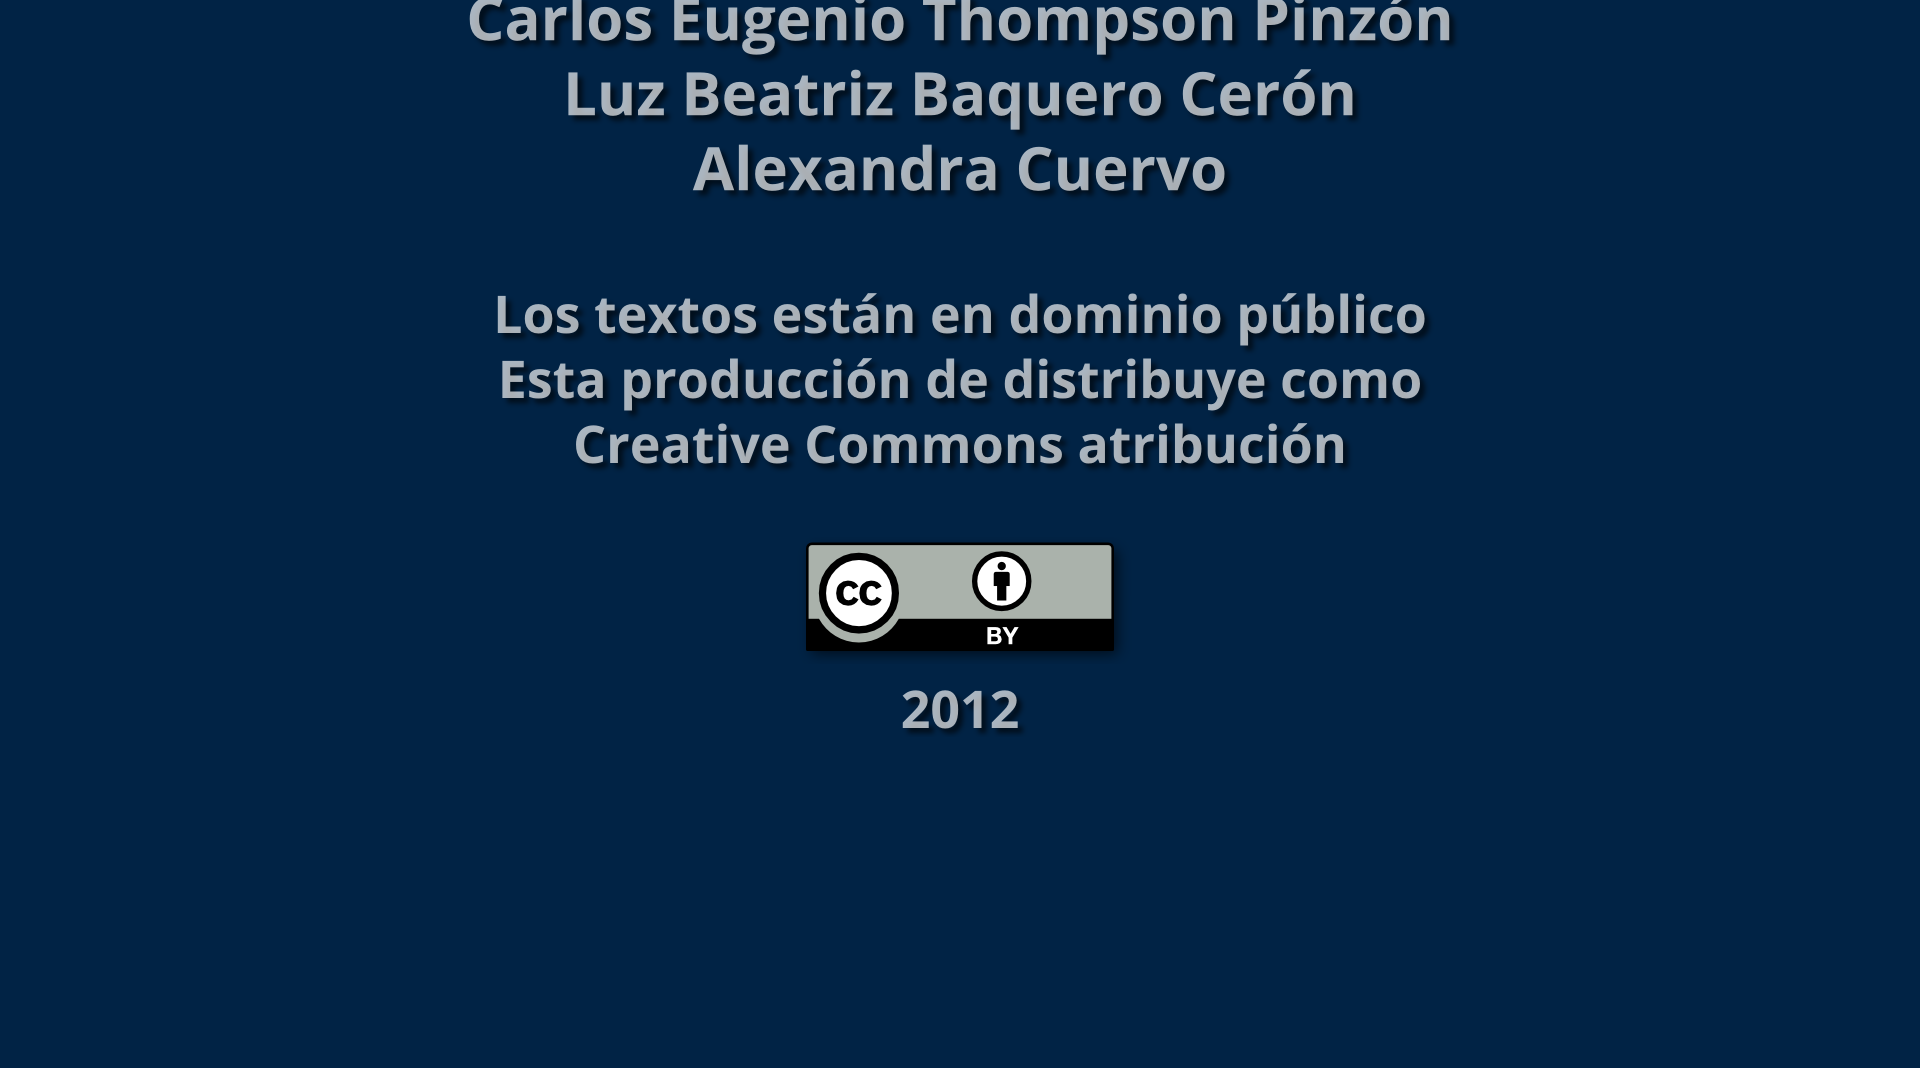 Carlos Eugenio Thompson Pinzón
Luz Beatriz Baquero Cerón
Alexandra Cuervo
Los textos están en dominio público
Esta producción de distribuye como
Creative Commons atribución
CC
BY
2012